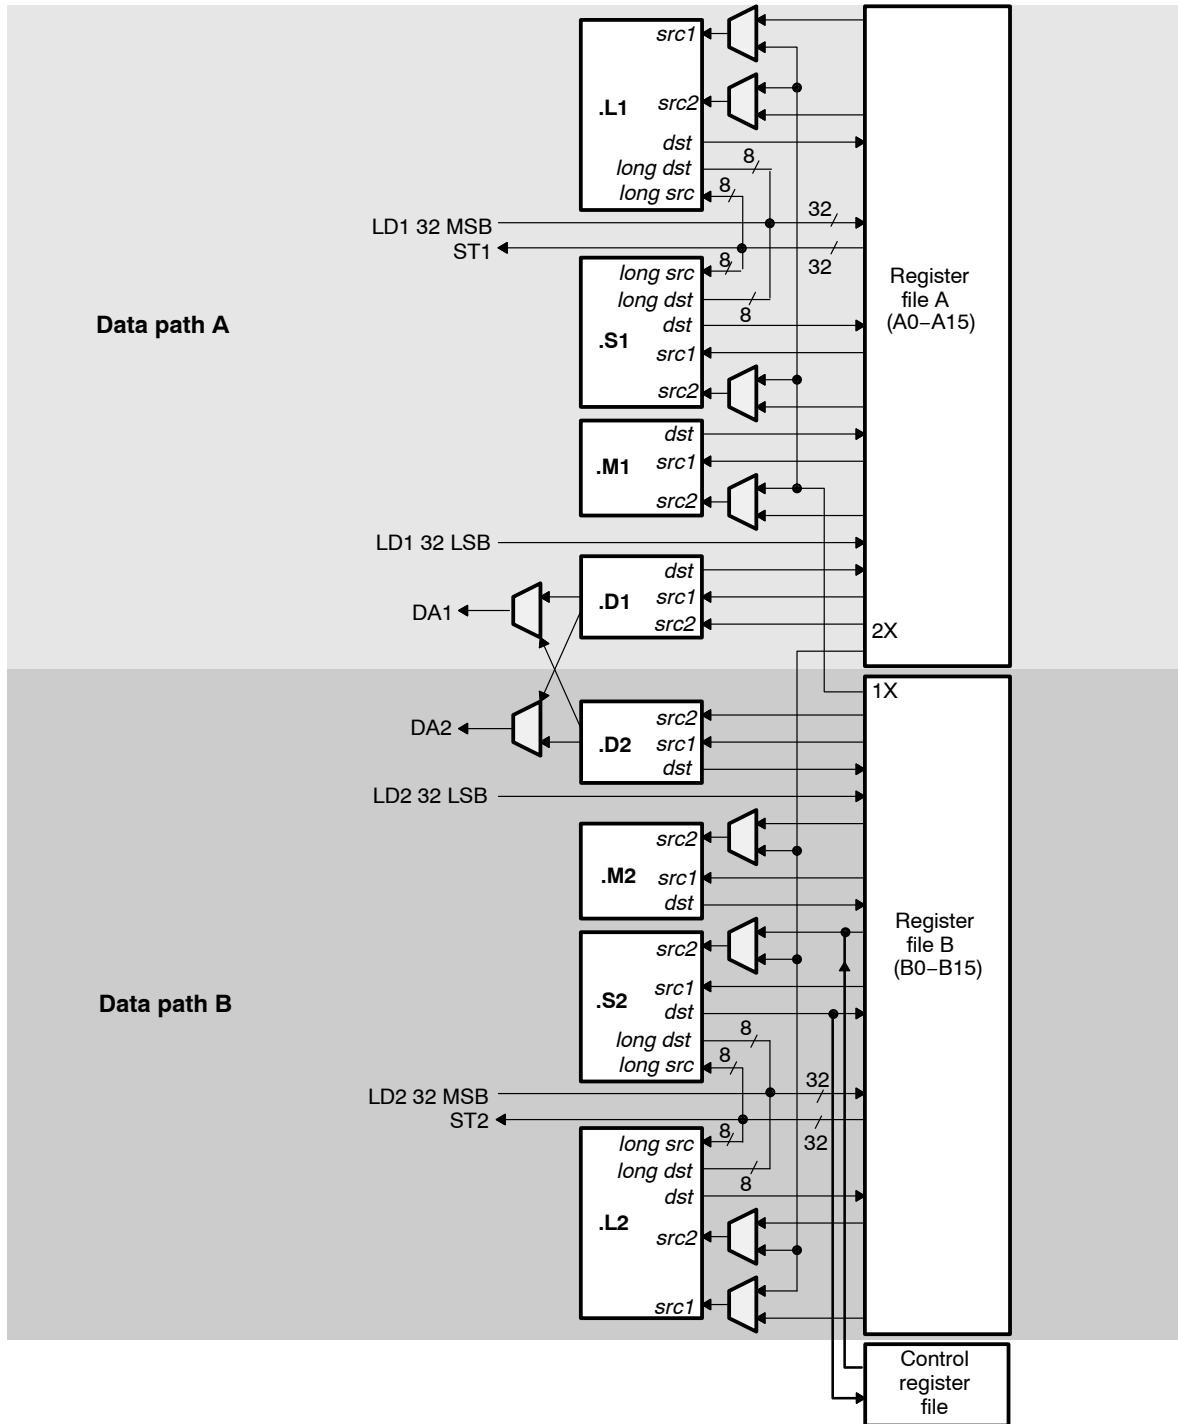 src1
.L1
src2
dst
long dst
8
long src
8
LD1 32 MSB
32
ST1
32
8
long src
long dst
8
dst
.S1
src1
src2
Data path A
Register
file A
(A0–A15)
dst
.M1
src1
src2
LD1 32 LSB
dst
.D1
src1
src2
DA1
2X
1X
DA2
src2
.D2
src1
dst
LD2 32 LSB
src2
.M2
src1
dst
Register
file B
(B0–B15)
src2
src1
.S2
dst
8
long dst
8
long src
Data path B
LD2 32 MSB
32
ST2
32
8
long src
long dst
8
dst
.L2
src2
src1
Control
register
file